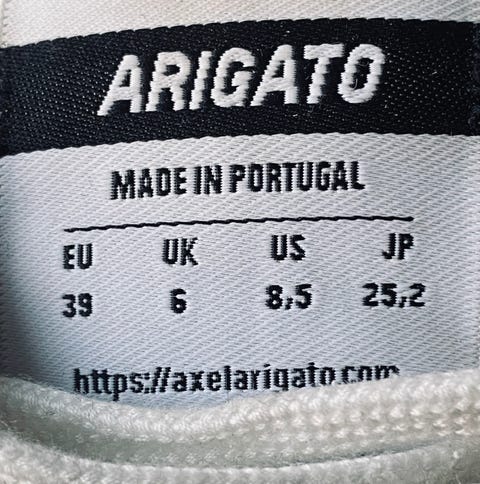 ARIGATO
MADE IN PORTUGAL
EU UK US JP
39 6 8,5 25,2
https://axelarigato.com